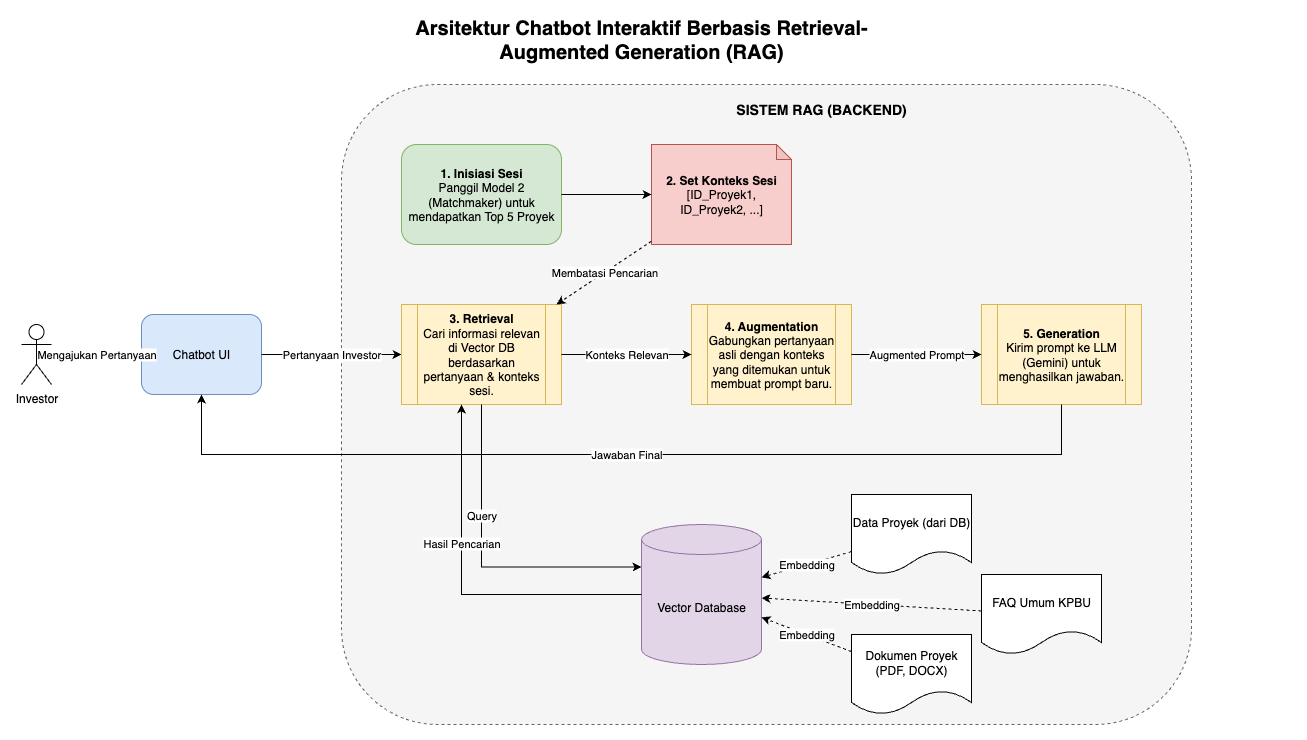 Arsitektur Chatbot Interaktif Berbasis Retrieval-
Augmented Generation (RAG)
SISTEM RAG (BACKEND)
1. Inisiasi Sesi
Panggil Model 2
(Matchmaker) untuk
mendapatkan Top 5 Proyek
2. Set Konteks Sesi
[ID_Proyek1,
ID_Proyek2, ...]
Membatasi Pencarian
Investor
Mengajukan Pertanyaan
Chatbot UI
Pertanyaan Investor
3. Retrieval
Cari informasi relevan
di Vector DB
berdasarkan
pertanyaan & konteks
sesi.
Konteks Relevan
4. Augmentation
Gabungkan pertanyaan
asli dengan konteks
yang ditemukan untuk
membuat prompt baru.
Augmented Prompt
5. Generation
Kirim prompt ke LLM
(Gemini) untuk
menghasilkan jawaban.
Jawaban Final
Query
Hasil Pencarian
Vector Database
Data Proyek (dari DB)
Embedding
FAQ Umum KPBU
Embedding
Dokumen Proyek
(PDF, DOCX)
Embedding